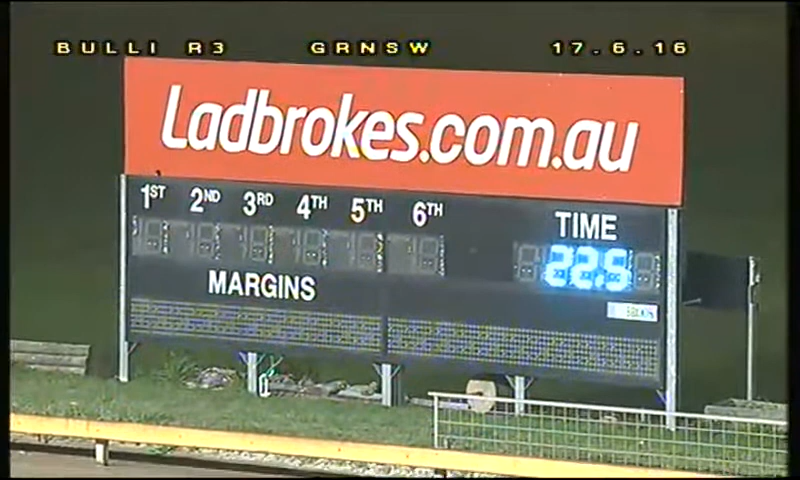 BULLI R3 GRNSW 17.6.16
Ladbrokes.com.au
1ST 2ND 3RD 4TH 5TH 6TH TIME
22.5
MARGINS